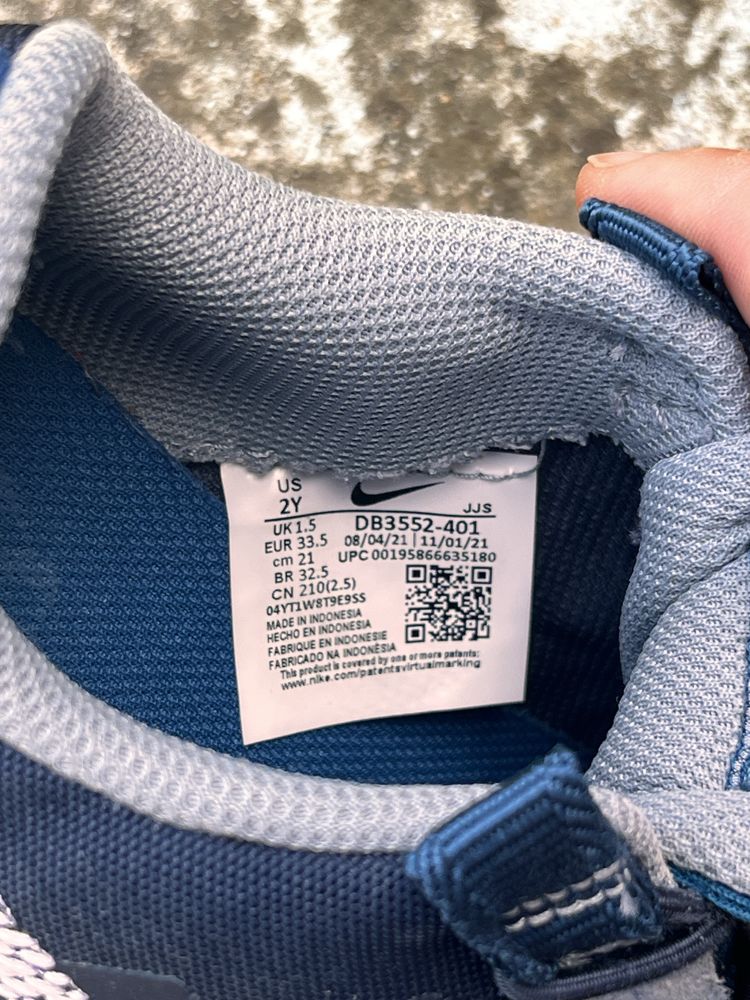 US
2Y
JJS
UK 1.5
DB3552-401
EUR 33.5
08/04/21 | 11/01/21
cm 21
UPC 00195866635180
BR 32.5
CN 210(2.5)
04YT1W8T9E9SS
MADE IN INDONESIA
HECHO EN INDONESIA
FABRIQUE EN INDONESIE
FABRICADO NA INDONÉSIA
This product is covered by one or more patents:
www.nike.com/patentsvirtualmarking